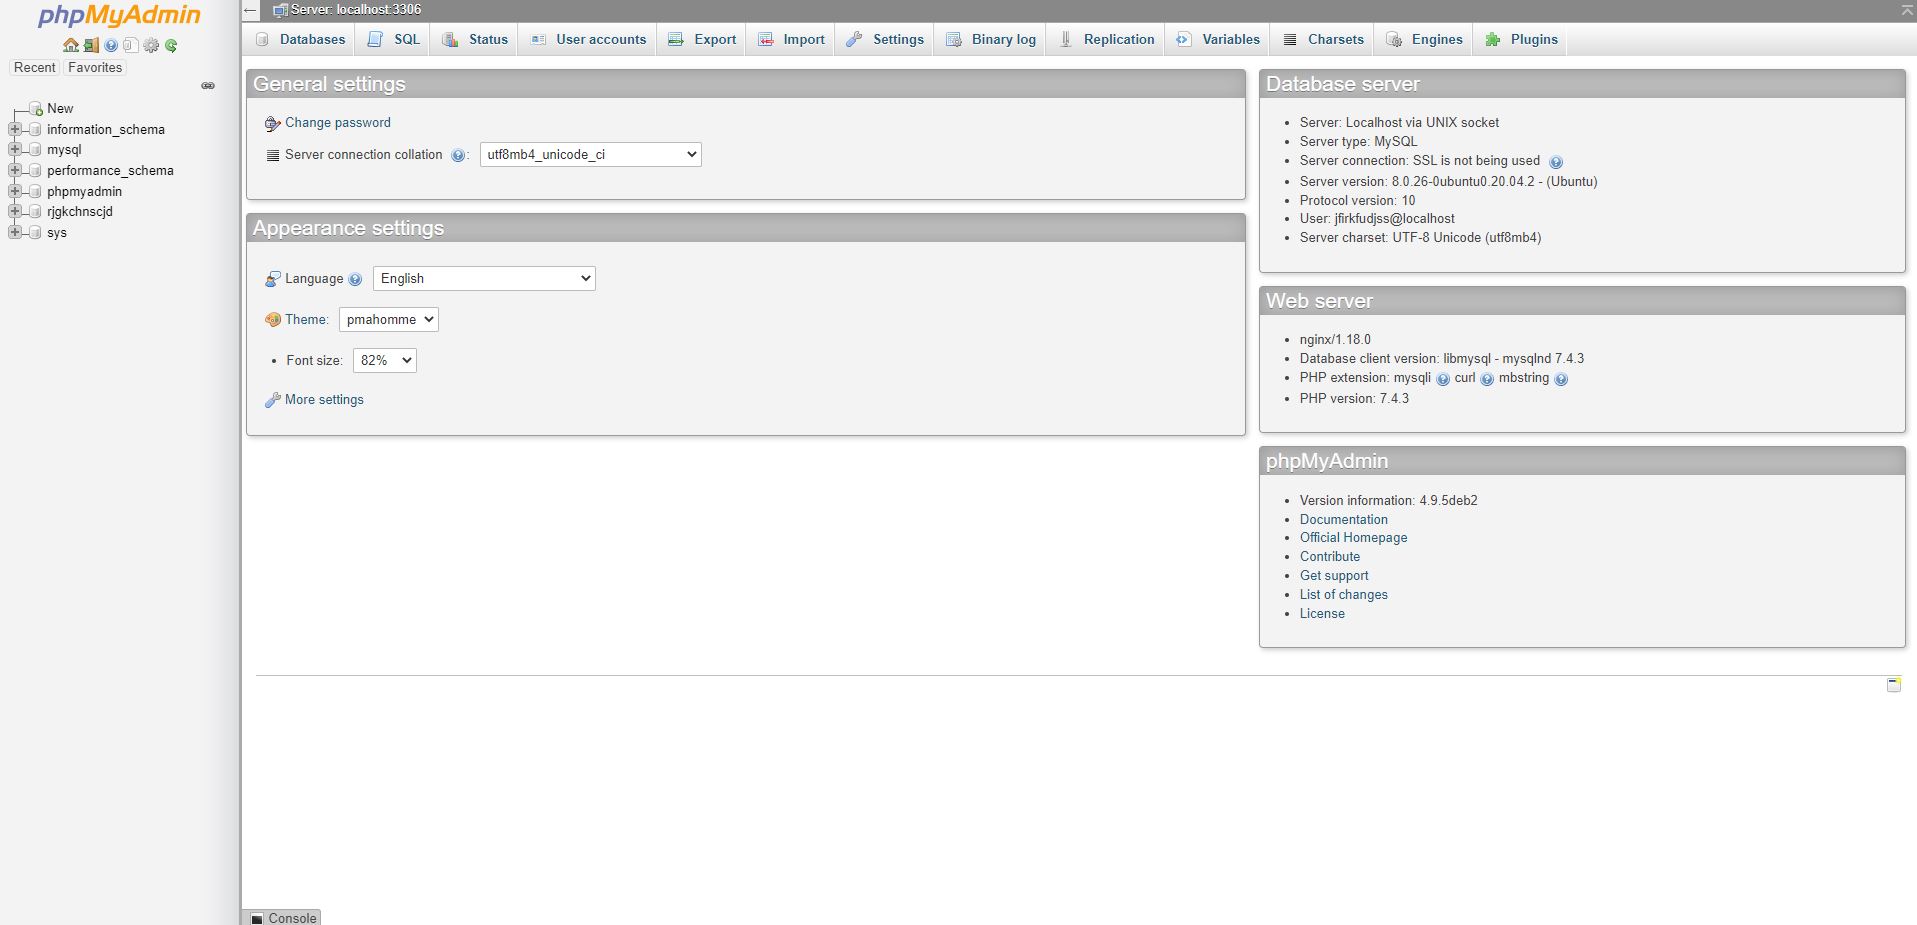 phpMyAdmin
Recent Favorites
New
information_schema
mysql
performance_schema
phpmyadmin
rjgkchnscjd
sys
Server: localhost:3306
Databases SQL Status User accounts Export Import Settings Binary log Replication Variables Charsets Engines Plugins
General settings
Change password
Server connection collation : utf8mb4_unicode_ci
Appearance settings
Language English
Theme: pmahomme
Font size: 82%
More settings
Database server
Server: Localhost via UNIX socket
Server type: MySQL
Server connection: SSL is not being used
Server version: 8.0.26-0ubuntu0.20.04.2 - (Ubuntu)
Protocol version: 10
User: jfirkfudjss@localhost
Server charset: UTF-8 Unicode (utf8mb4)
Web server
nginx/1.18.0
Database client version: libmysql - mysqlnd 7.4.3
PHP extension: mysqli curl mbstring
PHP version: 7.4.3
phpMyAdmin
Version information: 4.9.5deb2
Documentation
Official Homepage
Contribute
Get support
List of changes
License
Console